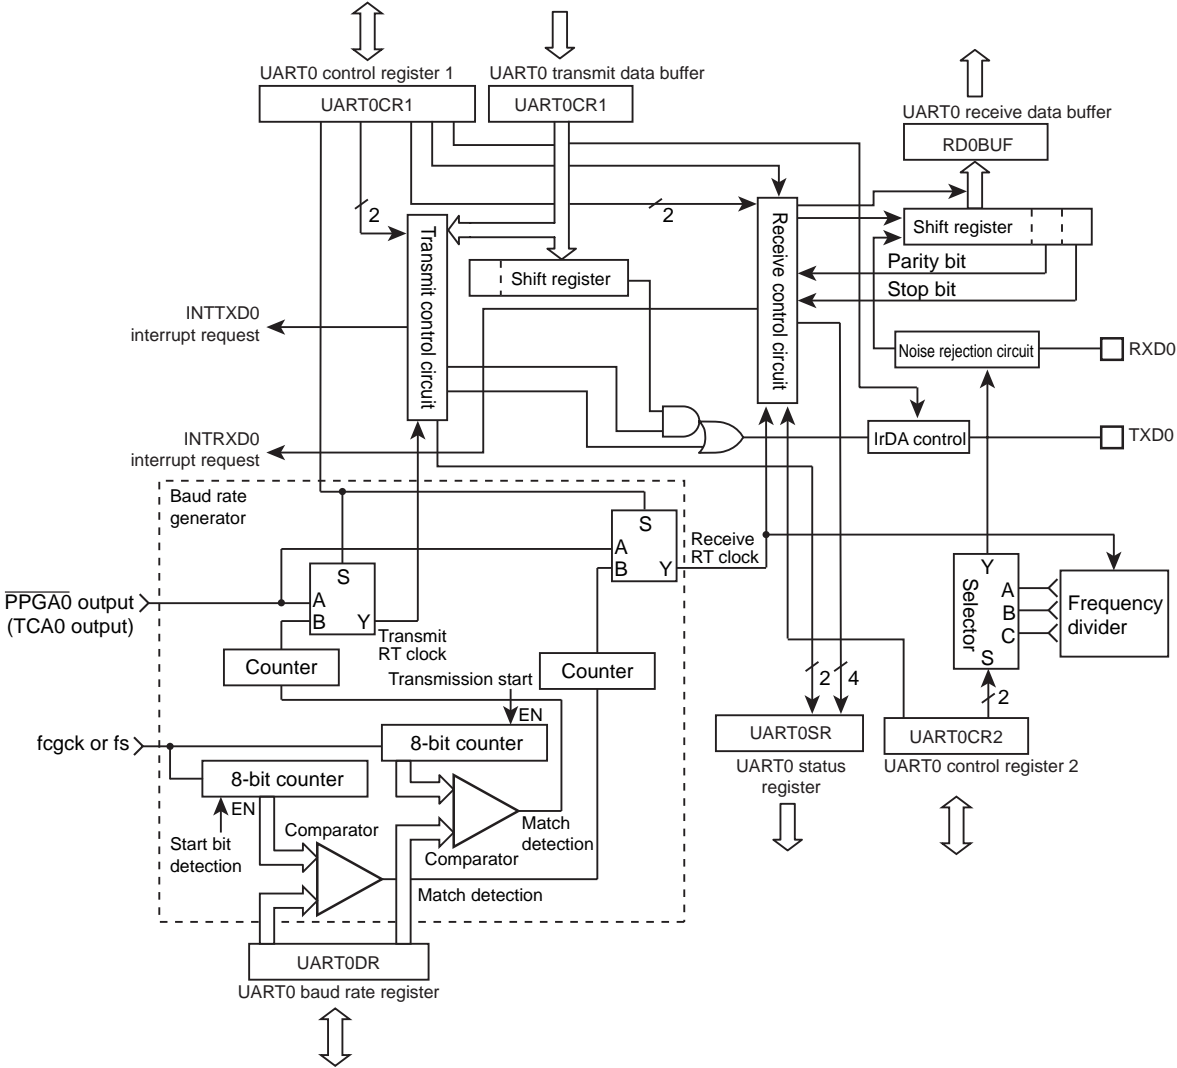 UART0 control register 1
UART0CR1
UART0 transmit data buffer
UART0CR1
UART0 receive data buffer
RD0BUF
2
2
Transmit control circuit
Receive control circuit
Shift register
Shift register
Parity bit
Stop bit
INTTXD0
interrupt request
Noise rejection circuit
RXD0
INTRXD0
interrupt request
IrDA control
TXD0
Baud rate
generator
S
A
B
Y
Receive
RT clock
PPGA0 output
(TCA0 output)
S
A
B
Y
Transmit
RT clock
Y
Selector
A
B
C
S
Frequency
divider
Counter
Counter
Transmission start
EN
2
4
2
fcgck or fs
8-bit counter
8-bit counter
EN
UART0SR
UART0 status
register
UART0CR2
UART0 control register 2
Start bit
detection
Comparator
Comparator
Match
detection
Match detection
UART0DR
UART0 baud rate register